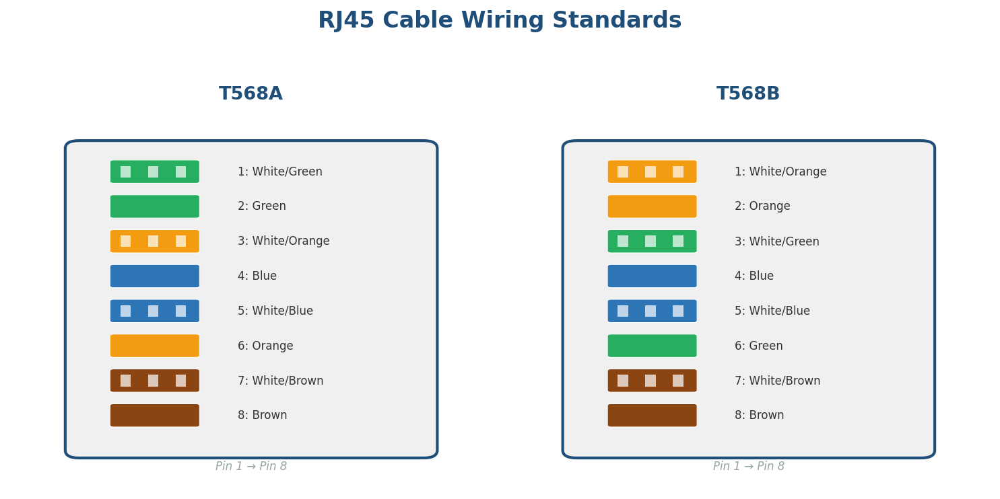 RJ45 Cable Wiring Standards
T568A
1: White/Green
2: Green
3: White/Orange
4: Blue
5: White/Blue
6: Orange
7: White/Brown
8: Brown
Pin 1 → Pin 8
T568B
1: White/Orange
2: Orange
3: White/Green
4: Blue
5: White/Blue
6: Green
7: White/Brown
8: Brown
Pin 1 → Pin 8